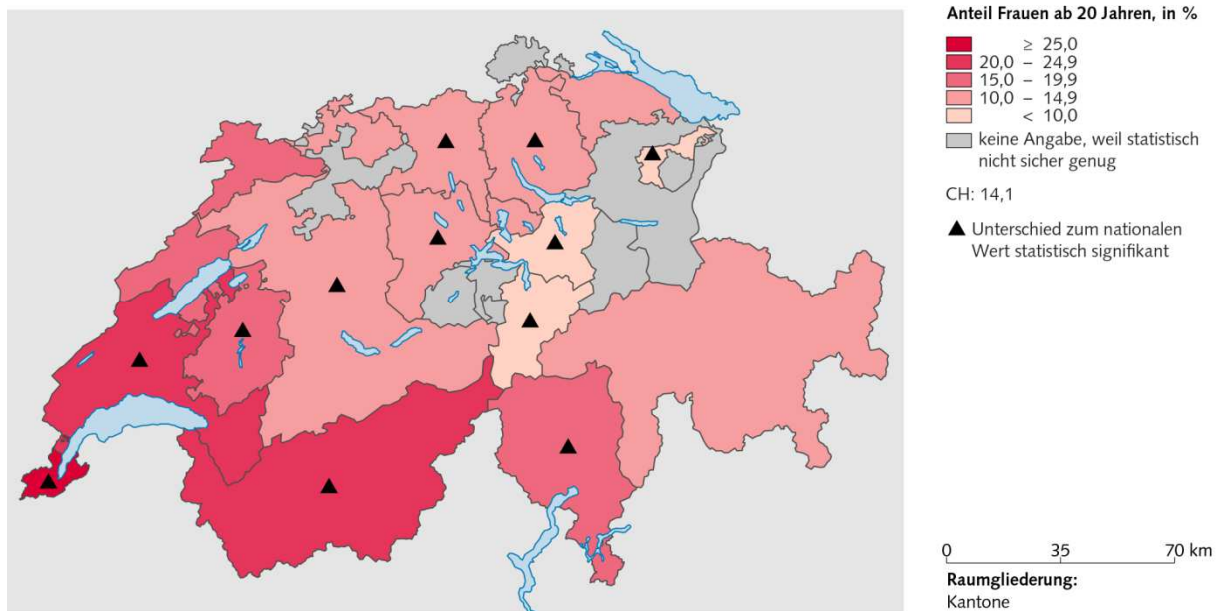 Anteil Frauen ab 20 Jahren, in %
≥ 25,0
20,0 – 24,9
15,0 – 19,9
10,0 – 14,9
< 10,0
keine Angabe, weil statistisch
nicht sicher genug
CH: 14,1
Unterschied zum nationalen
Wert statistisch signifikant
0 35 70 km
Raumgliederung:
Kantone